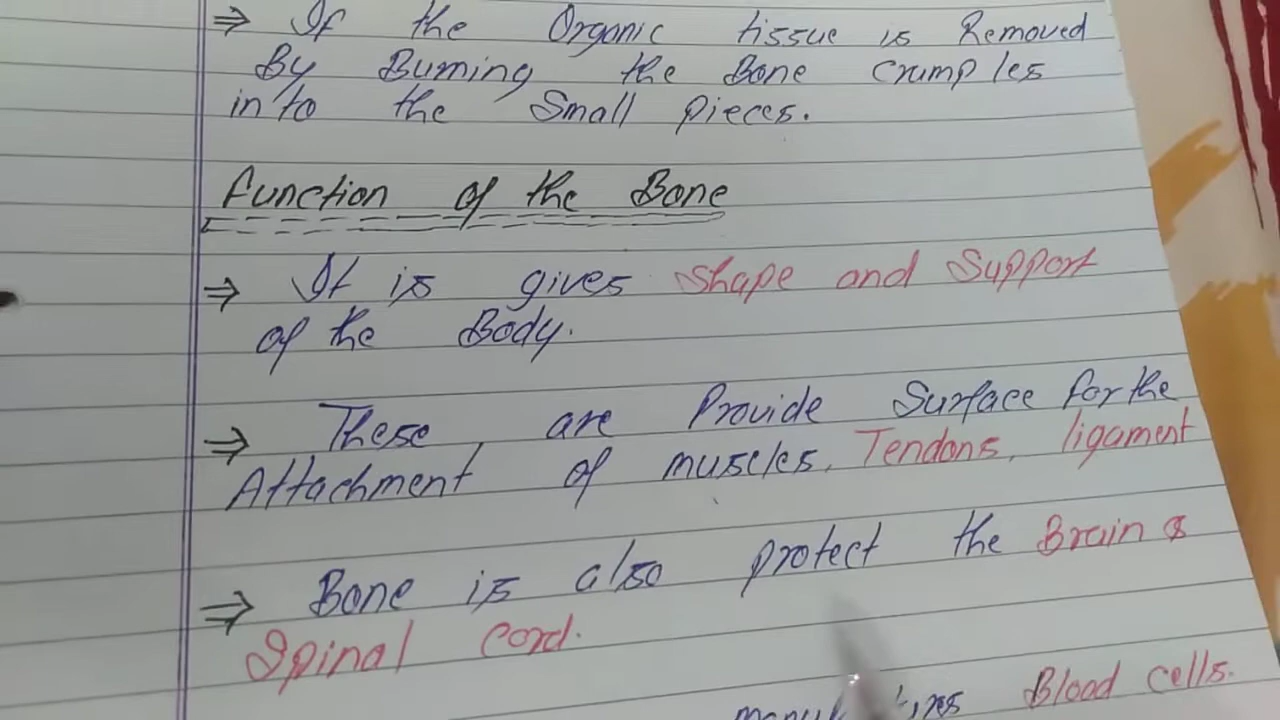 ⇒ If the Organic tissue is Removed
By Burning the Bone crumples
in to the Small pieces.
Function of the Bone
⇒ It is gives Shape and Support
of the Body.
⇒ These are Provide Surface for the
Attachment of muscles, Tendons, ligament
⇒ Bone is also protect the Brain &
Spinal Cord.
Blood cells.